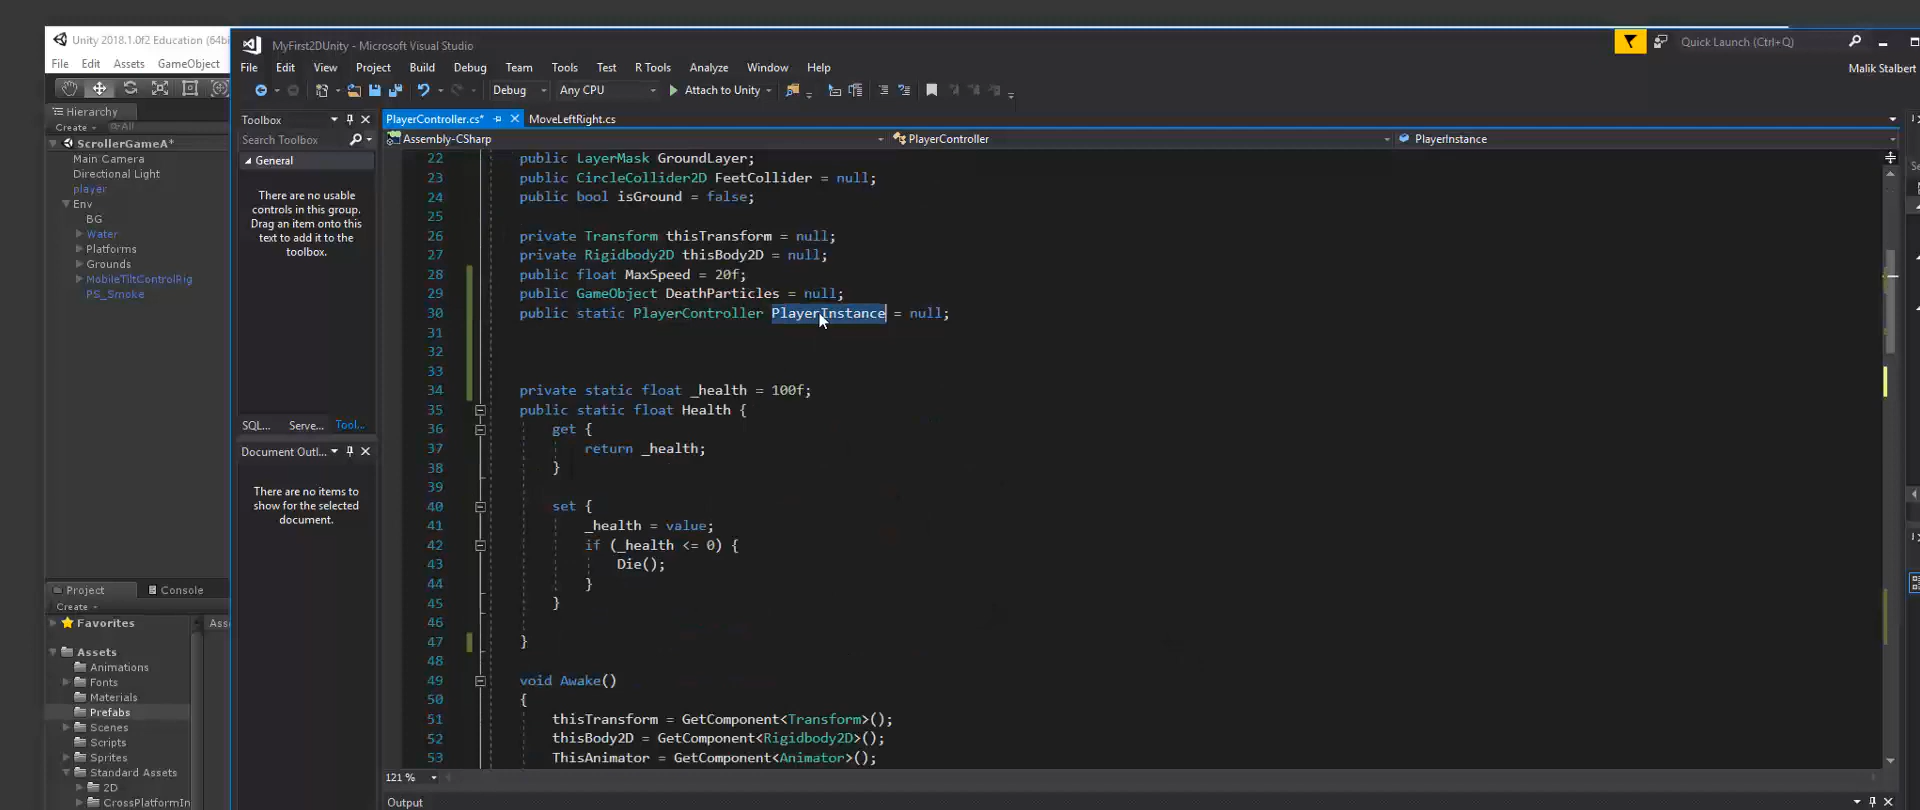 Unity 2018.1.0f2 Education (64bi
File Edit Assets GameObject
Hierarchy
Create All
ScrollerGameA*
Main Camera
Directional Light
player
Env
BG
Water
Platforms
Grounds
MobileTiltControlRig
PS_Smoke
Project Console
Create
Favorites Ass
Assets
Animations
Fonts
Materials
Prefabs
Scenes
Scripts
Sprites
Standard Assets
2D
CrossPlatformIn
MyFirst2DUnity - Microsoft Visual Studio
Quick Launch (Ctrl+Q)
File Edit View Project Build Debug Team Tools Test R Tools Analyze Window Help
Malik Stalbert
Debug Any CPU Attach to Unity
Toolbox
Search Toolbox
General
There are no usable
controls in this group.
Drag an item onto this
text to add it to the
toolbox.
SQL... Serve... Tool...
Document Outl...
There are no items to
show for the selected
document.
PlayerController.cs* MoveLeftRight.cs
Assembly-CSharp PlayerController PlayerInstance
22 public LayerMask GroundLayer;
23 public CircleCollider2D FeetCollider = null;
24 public bool isGround = false;
25
26 private Transform thisTransform = null;
27 private Rigidbody2D thisBody2D = null;
28 public float MaxSpeed = 20f;
29 public GameObject DeathParticles = null;
30 public static PlayerController PlayerInstance = null;
31
32
33
34 private static float _health = 100f;
35 public static float Health {
36 get {
37 return _health;
38 }
39
40 set {
41 _health = value;
42 if (_health <= 0) {
43 Die();
44 }
45 }
46
47 }
48
49 void Awake()
50 {
51 thisTransform = GetComponent<Transform>();
52 thisBody2D = GetComponent<Rigidbody2D>();
53 ThisAnimator = GetComponent<Animator>();
121 %
Output